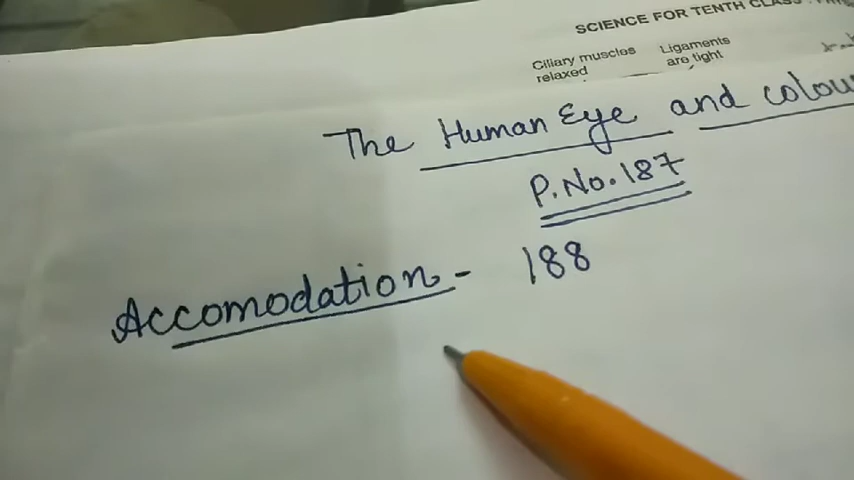 SCIENCE FOR TENTH CLASS
Ciliary muscles Ligaments
relaxed are tight
The Human Eye and colou
P.No.187
Accomodation - 188